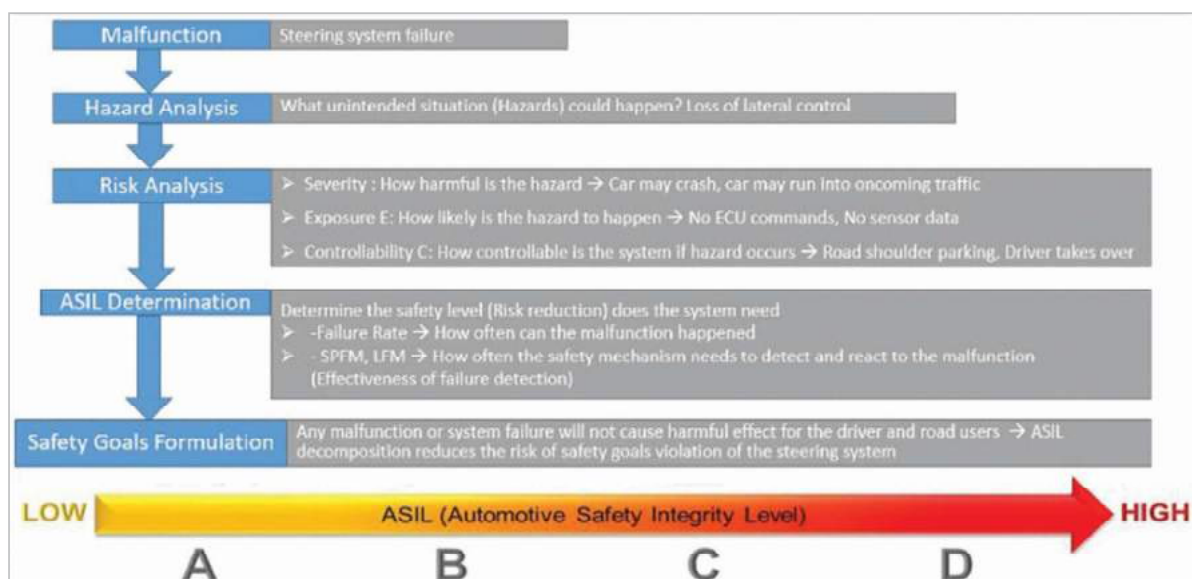 Malfunction
Steering system failure
Hazard Analysis
What unintended situation (Hazards) could happen? Loss of lateral control
Risk Analysis
➢ Severity : How harmful is the hazard → Car may crash, car may run into oncoming traffic
➢ Exposure E: How likely is the hazard to happen → No ECU commands, No sensor data
➢ Controllability C: How controllable is the system if hazard occurs → Road shoulder parking, Driver takes over
ASIL Determination
Determine the safety level (Risk reduction) does the system need
➢ -Failure Rate → How often can the malfunction happened
➢ - SPFM, LFM → How often the safety mechanism needs to detect and react to the malfunction
(Effectiveness of failure detection)
Safety Goals Formulation
Any malfunction or system failure will not cause harmful effect for the driver and road users → ASIL
decomposition reduces the risk of safety goals violation of the steering system
LOW ASIL (Automotive Safety Integrity Level) HIGH
A B C D